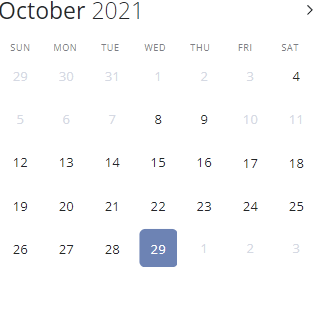 October 2021
SUN MON TUE WED THU FRI SAT
29 30 31 1 2 3 4
5 6 7 8 9 10 11
12 13 14 15 16 17 18
19 20 21 22 23 24 25
26 27 28 29 1 2 3